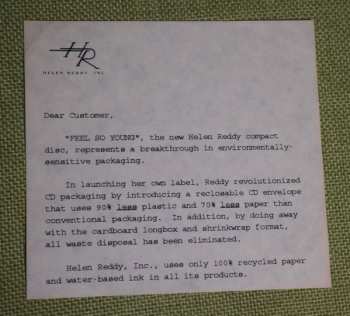 HR
HELEN REDDY, INC.
Dear Customer,
"FEEL SO YOUNG", the new Helen Reddy compact
disc, represents a breakthrough in environmentally-
sensitive packaging.
In launching her own label, Reddy revolutionized
CD packaging by introducing a recloseable CD envelope
that uses 90% less plastic and 70% less paper than
conventional packaging.  In addition, by doing away
with the cardboard longbox and shrinkwrap format,
all waste disposal has been eliminated.
Helen Reddy, Inc., uses only 100% recycled paper
and water-based ink in all its products.